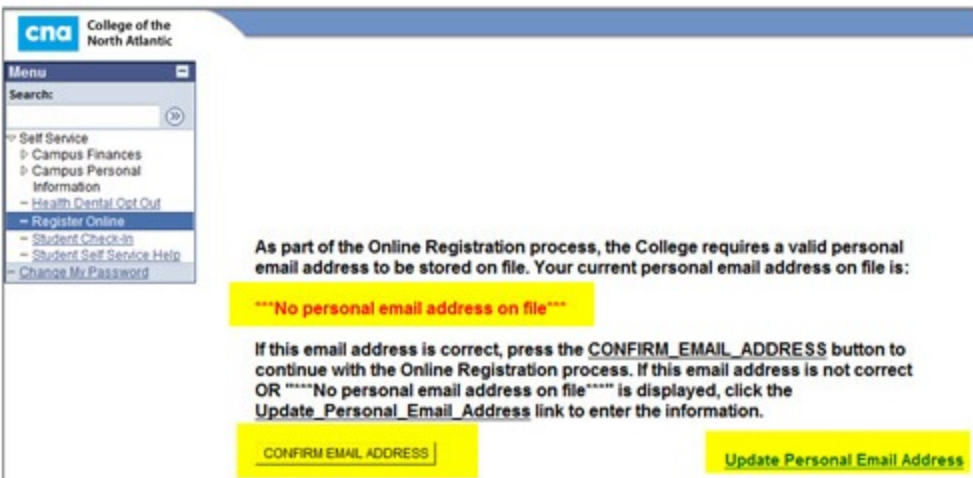 cna College of the
North Atlantic
Menu
Search:
Self Service
Campus Finances
Campus Personal
Information
– Health Dental Opt Out
– Register Online
– Student Check-In
– Student Self Service Help
– Change My Password
As part of the Online Registration process, the College requires a valid personal
email address to be stored on file. Your current personal email address on file is:
***No personal email address on file***
If this email address is correct, press the CONFIRM_EMAIL_ADDRESS button to
continue with the Online Registration process. If this email address is not correct
OR "***No personal email address on file***" is displayed, click the
Update_Personal_Email_Address link to enter the information.
CONFIRM EMAIL ADDRESS
Update Personal Email Address